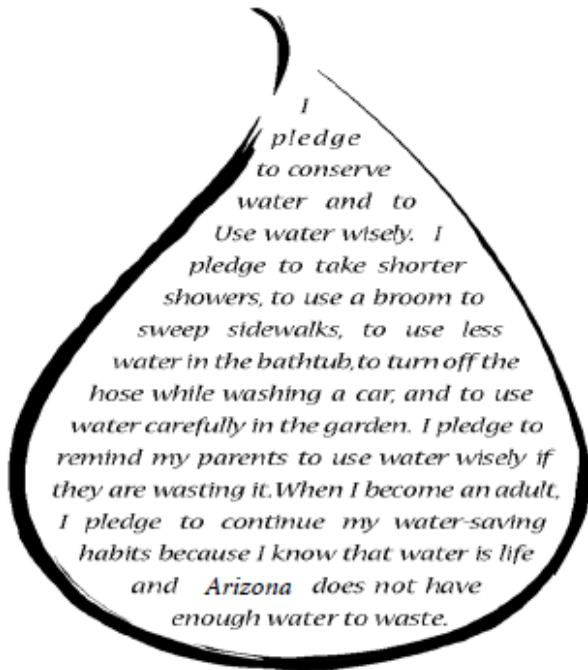 I
pledge
to conserve
water and to
Use water wisely. I
pledge to take shorter
showers, to use a broom to
sweep sidewalks, to use less
water in the bathtub, to turn off the
hose while washing a car, and to use
water carefully in the garden. I pledge to
remind my parents to use water wisely if
they are wasting it. When I become an adult,
I pledge to continue my water-saving
habits because I know that water is life
and Arizona does not have
enough water to waste.